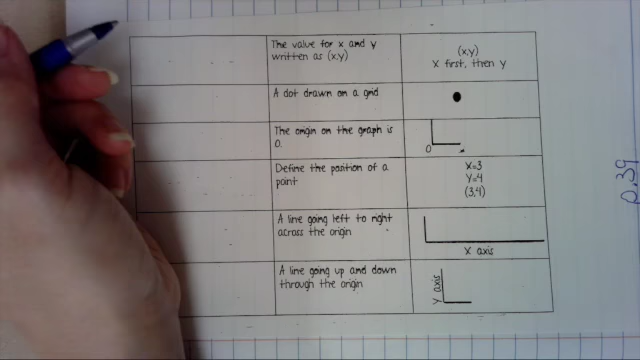 The value for x and y
written as (x,y)
(x,y)
X first, then y
A dot drawn on a grid
The origin on the graph is
0.
0
Define the position of a
point
X=3
Y=4
(3,4)
A line going left to right
across the origin
X axis
A line going up and down
through the origin
Y axis
p39